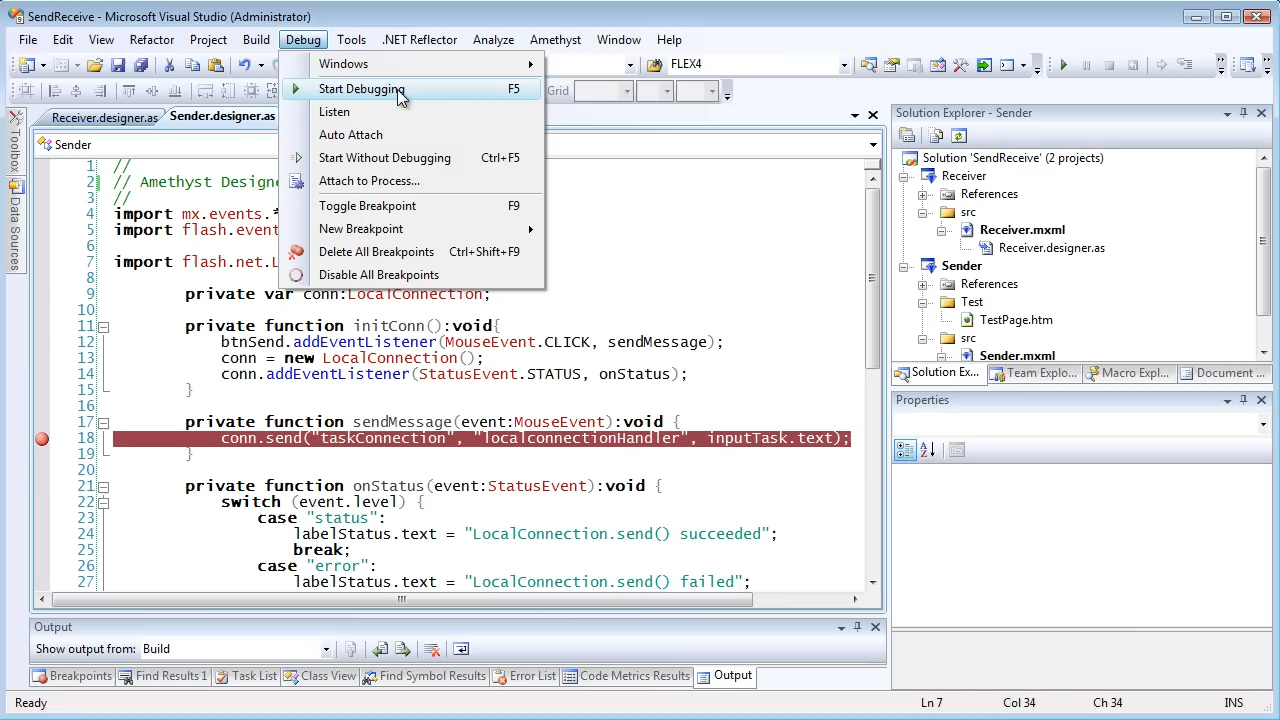 SendReceive - Microsoft Visual Studio (Administrator)
File Edit View Refactor Project Build Debug Tools .NET Reflector Analyze Amethyst Window Help
FLEX4
Grid
Windows
Start Debugging F5
Listen
Auto Attach
Start Without Debugging Ctrl+F5
Attach to Process...
Toggle Breakpoint F9
New Breakpoint
Delete All Breakpoints Ctrl+Shift+F9
Disable All Breakpoints
Toolbox
Data Sources
Receiver.designer.as Sender.designer.as
Sender
1 //
2 // Amethyst Designe
3 //
4 import mx.events.*
5 import flash.event
6
7 import flash.net.L
9 private var conn:LocalConnection;
10
11 private function initConn():void{
12 btnSend.addEventListener(MouseEvent.CLICK, sendMessage);
13 conn = new LocalConnection();
14 conn.addEventListener(StatusEvent.STATUS, onStatus);
15 }
16
17 private function sendMessage(event:MouseEvent):void {
18 conn.send("taskConnection", "localconnectionHandler", inputTask.text);
19 }
20
21 private function onStatus(event:StatusEvent):void {
22 switch (event.level) {
23 case "status":
24 labelStatus.text = "LocalConnection.send() succeeded";
25 break;
26 case "error":
27 labelStatus.text = "LocalConnection.send() failed";
Solution Explorer - Sender
Solution 'SendReceive' (2 projects)
Receiver
References
src
Receiver.mxml
Receiver.designer.as
Sender
References
Test
TestPage.htm
src
Sender.mxml
Solution Ex... Team Explo... Macro Expl... Document ...
Properties
Output
Show output from: Build
Breakpoints Find Results 1 Task List Class View Find Symbol Results Error List Code Metrics Results Output
Ready Ln 7 Col 34 Ch 34 INS